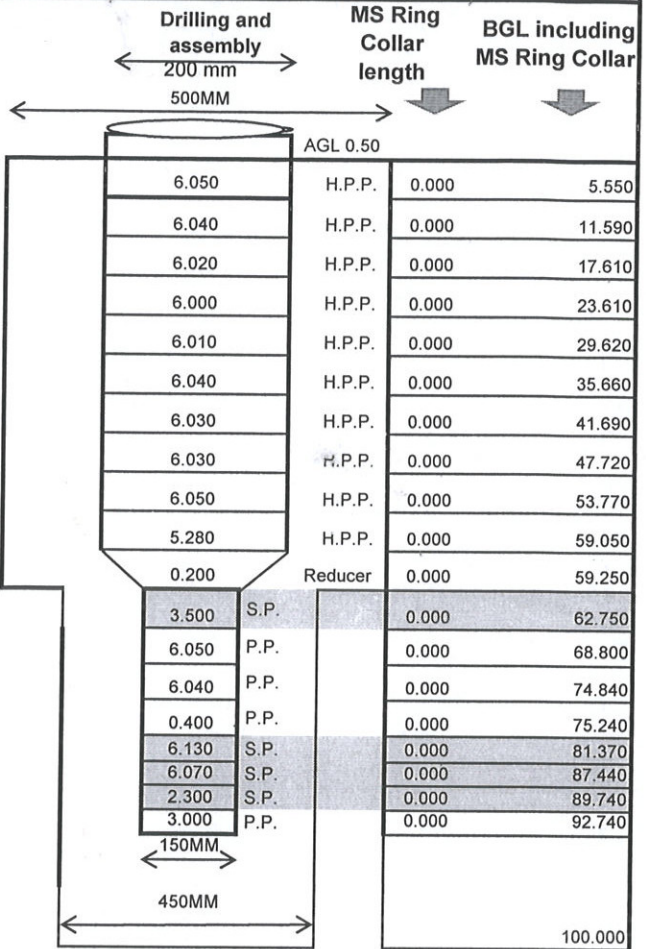 Drilling and assembly MS Ring Collar length BGL including MS Ring Collar
200 mm
500MM
AGL 0.50
6.050 H.P.P. 0.000 5.550
6.040 H.P.P. 0.000 11.590
6.020 H.P.P. 0.000 17.610
6.000 H.P.P. 0.000 23.610
6.010 H.P.P. 0.000 29.620
6.040 H.P.P. 0.000 35.660
6.030 H.P.P. 0.000 41.690
6.030 H.P.P. 0.000 47.720
6.050 H.P.P. 0.000 53.770
5.280 H.P.P. 0.000 59.050
0.200 Reducer 0.000 59.250
3.500 S.P. 0.000 62.750
6.050 P.P. 0.000 68.800
6.040 P.P. 0.000 74.840
0.400 P.P. 0.000 75.240
6.130 S.P. 0.000 81.370
6.070 S.P. 0.000 87.440
2.300 S.P. 0.000 89.740
3.000 P.P. 0.000 92.740
150MM
450MM
100.000